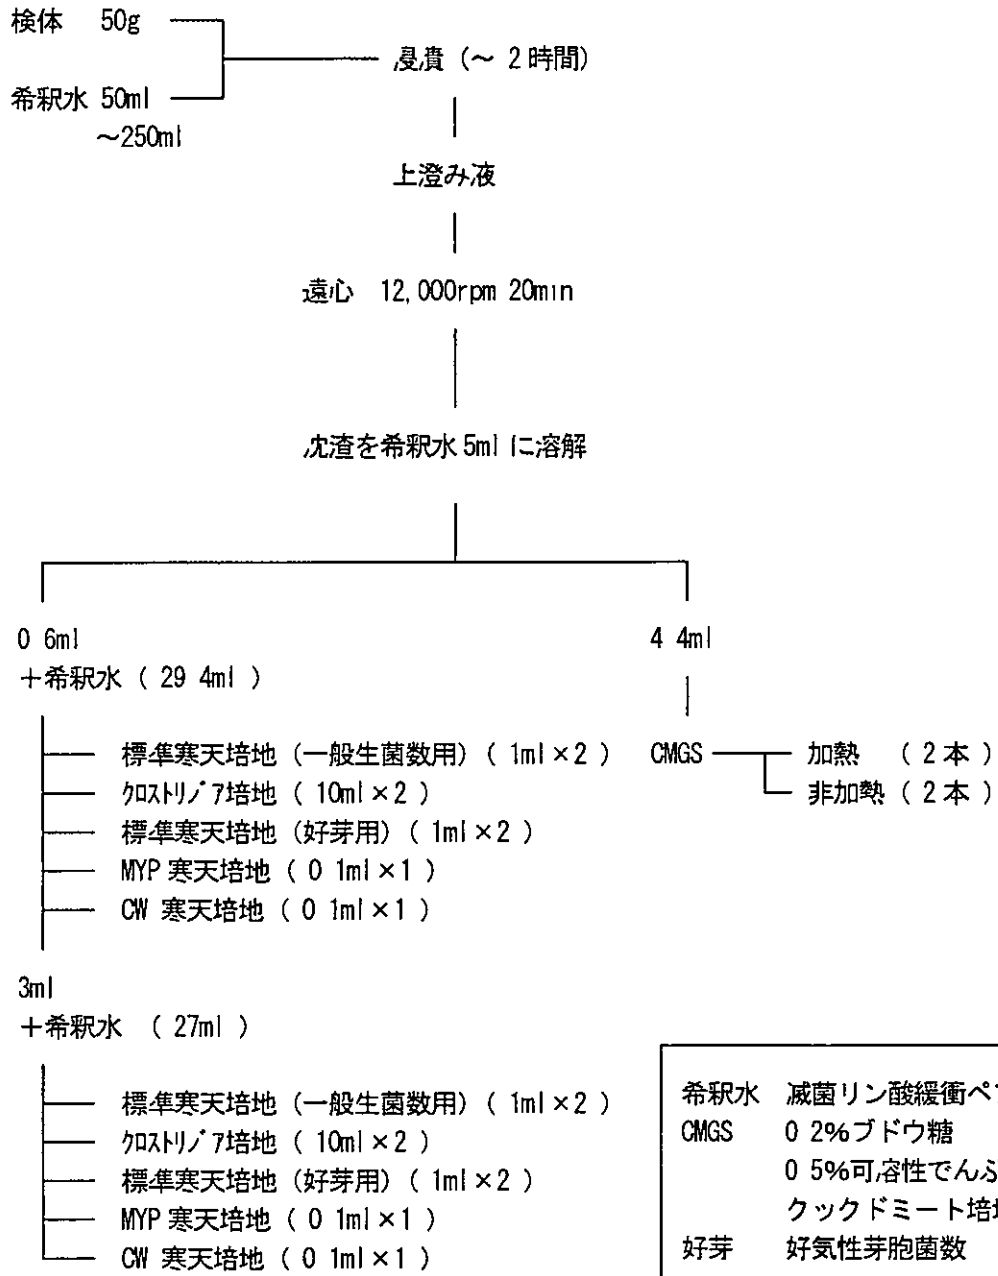 検体 50g
希釈水 50ml
～250ml
浸漬（～ 2時間）
上澄み液
遠心 12,000rpm 20min
沈渣を希釈水 5ml に溶解
0 6ml
＋希釈水（ 29 4ml ）
標準寒天培地（一般生菌数用）（ 1ml×2 ）
クロストリジア培地（ 10ml×2 ）
標準寒天培地（好芽用）（ 1ml×2 ）
MYP 寒天培地（ 0 1ml×1 ）
CW 寒天培地（ 0 1ml×1 ）
4 4ml
CMGS
加熱 （ 2本 ）
非加熱（ 2本 ）
3ml
＋希釈水 （ 27ml ）
標準寒天培地（一般生菌数用）（ 1ml×2 ）
クロストリジア培地（ 10ml×2 ）
標準寒天培地（好芽用）（ 1ml×2 ）
MYP 寒天培地（ 0 1ml×1 ）
CW 寒天培地（ 0 1ml×1 ）
希釈水 滅菌リン酸緩衝ペ
CMGS 0 2%ブドウ糖
0 5%可溶性でんぷ
クックドミート培
好芽 好気性芽胞菌数